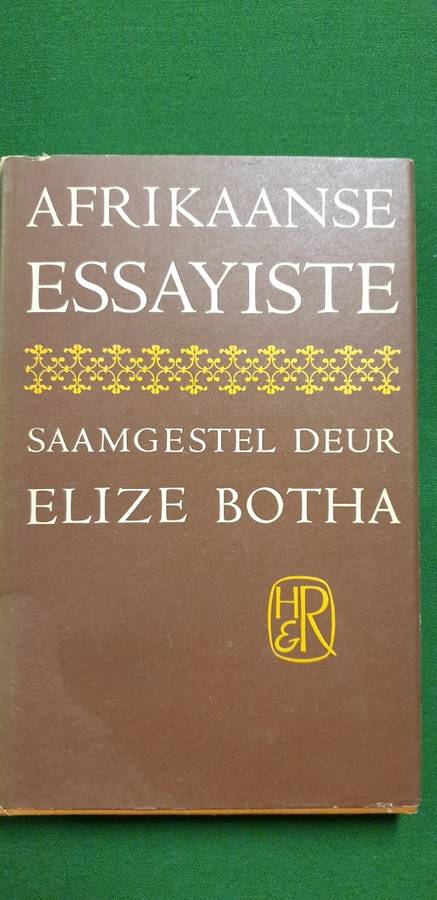 AFRIKAANSE
ESSAYISTE
SAAMGESTEL DEUR
ELIZE BOTHA
H
&R